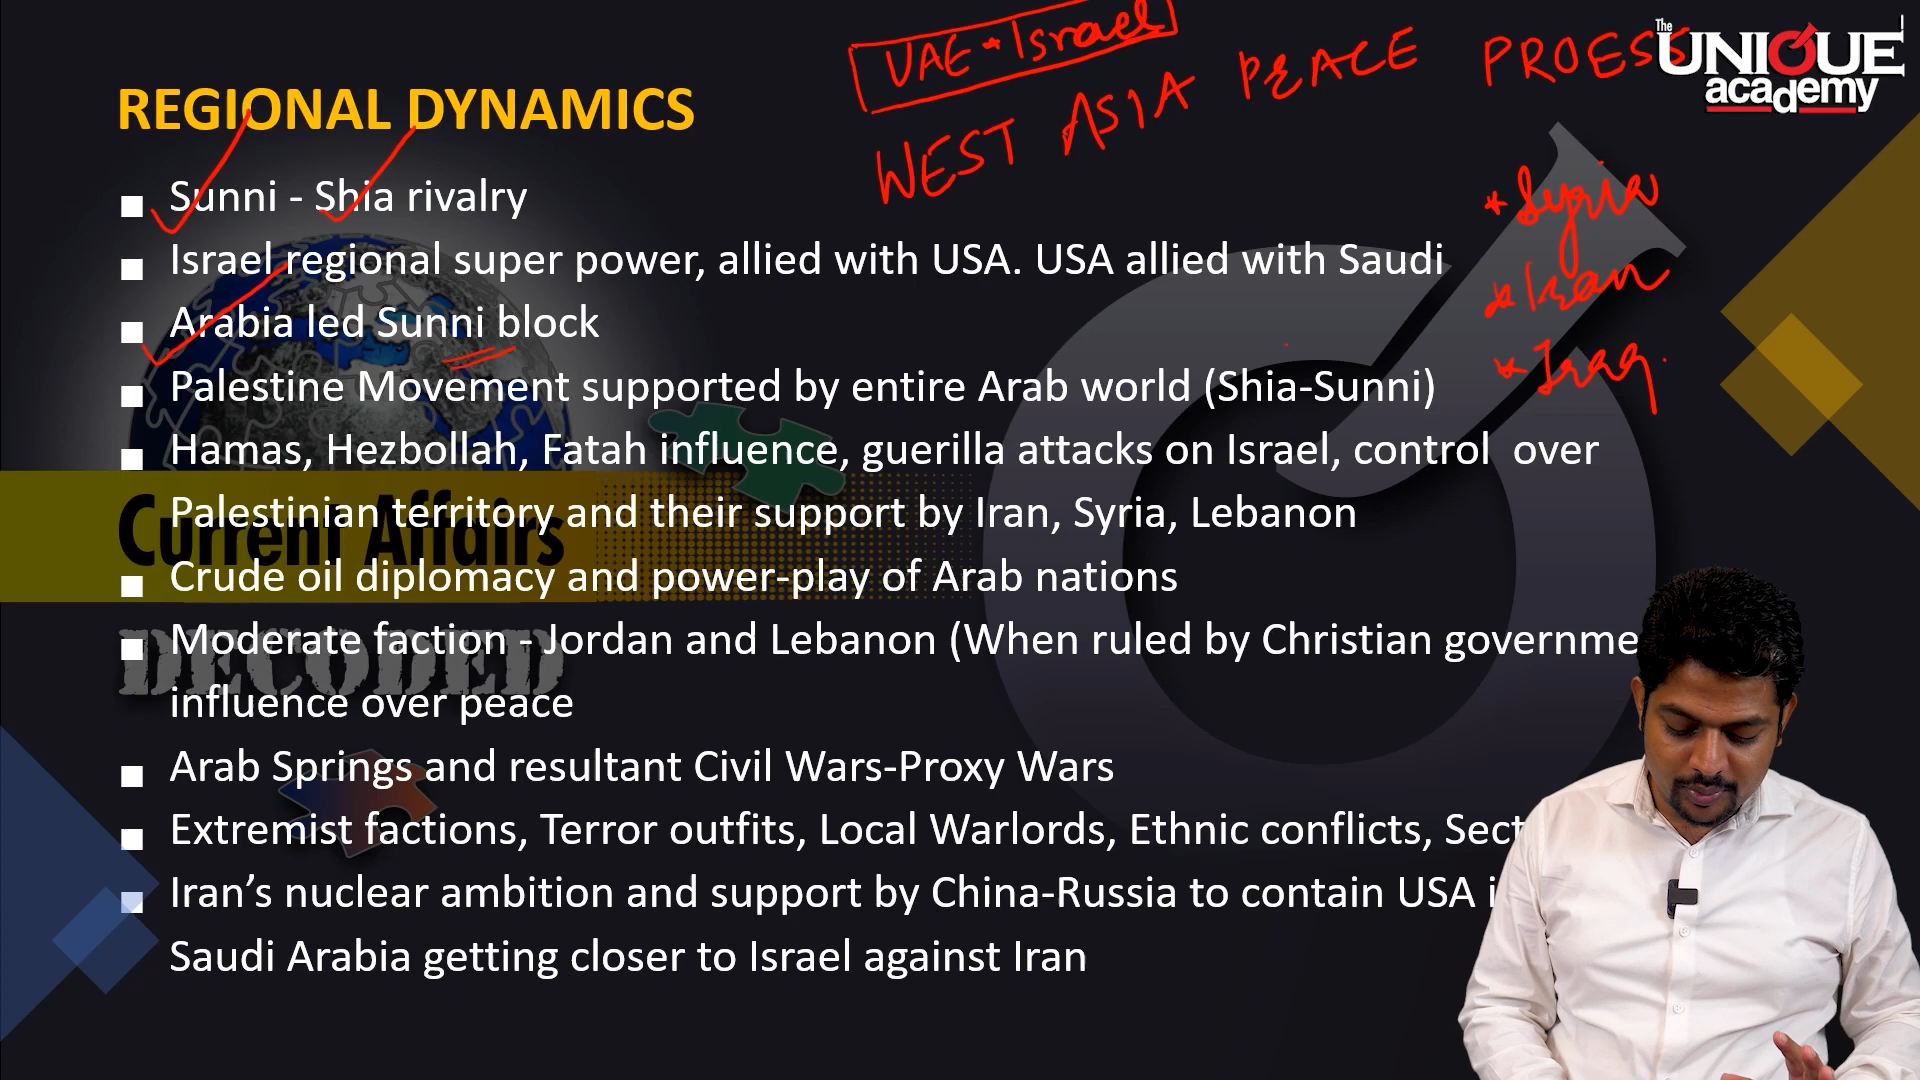 UAE - Israel
WEST ASIA PEACE PROESS
The
UNIQUE
academy
REGIONAL DYNAMICS
Sunni - Shia rivalry
* Syria
Israel regional super power, allied with USA. USA allied with Saudi
* Iran
Arabia led Sunni block
* Iraq
Palestine Movement supported by entire Arab world (Shia-Sunni)
Hamas, Hezbollah, Fatah influence, guerilla attacks on Israel, control over
Palestinian territory and their support by Iran, Syria, Lebanon
Current Affairs
Crude oil diplomacy and power-play of Arab nations
Moderate faction - Jordan and Lebanon (When ruled by Christian governme
DECODED
influence over peace
Arab Springs and resultant Civil Wars-Proxy Wars
Extremist factions, Terror outfits, Local Warlords, Ethnic conflicts, Sect
Iran’s nuclear ambition and support by China-Russia to contain USA i
Saudi Arabia getting closer to Israel against Iran